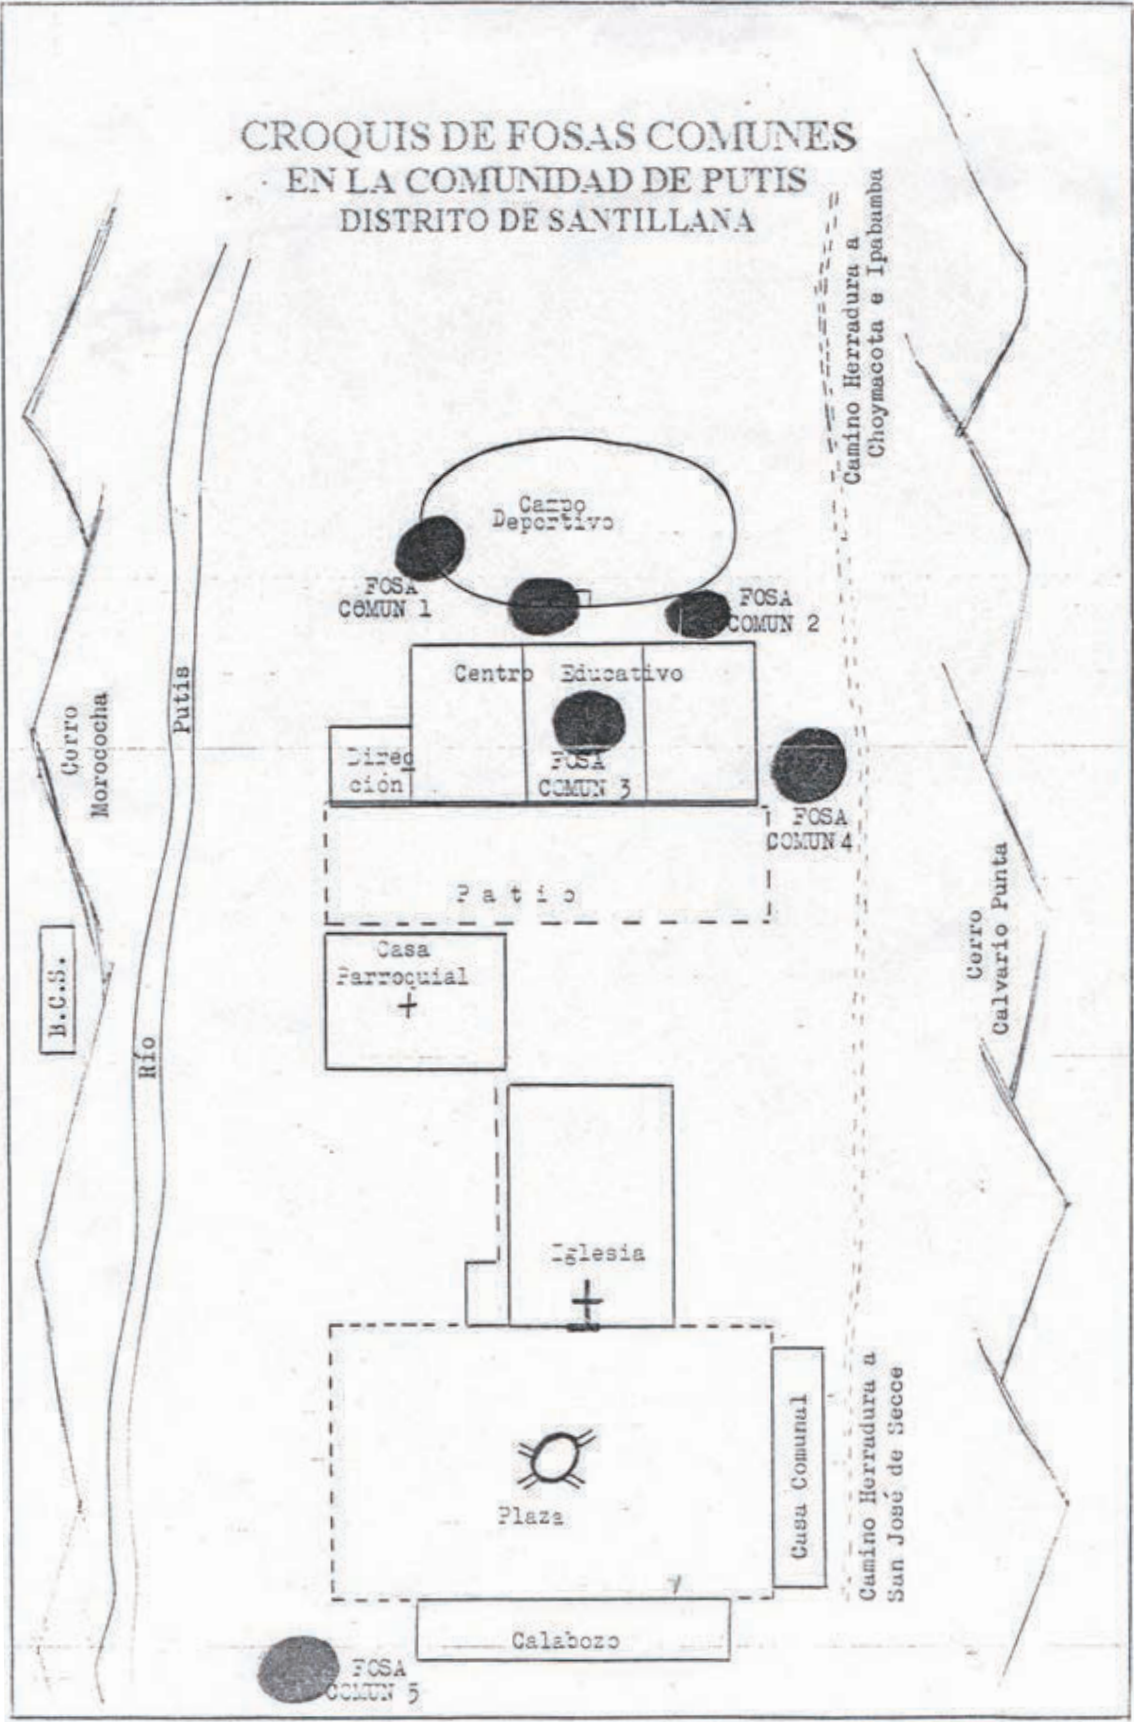 CROQUIS DE FOSAS COMUNES
EN LA COMUNIDAD DE PUTIS
DISTRITO DE SANTILLANA
Camino Herradura a
Choymacota e Ipabamba
Campo
Deportivo
FOSA
COMUN 1
FOSA
COMUN 2
Centro Educativo
Direc
ción
FOSA
COMUN 3
FOSA
COMUN 4
Patio
Cerro
Morococha
Río Putis
B.C.S.
Casa
Parroquial
Cerro
Calvario Punta
Iglesia
Plaza
Casa Comunal
Camino Herradura a
San José de Secce
Calabozo
FOSA
COMUN 5